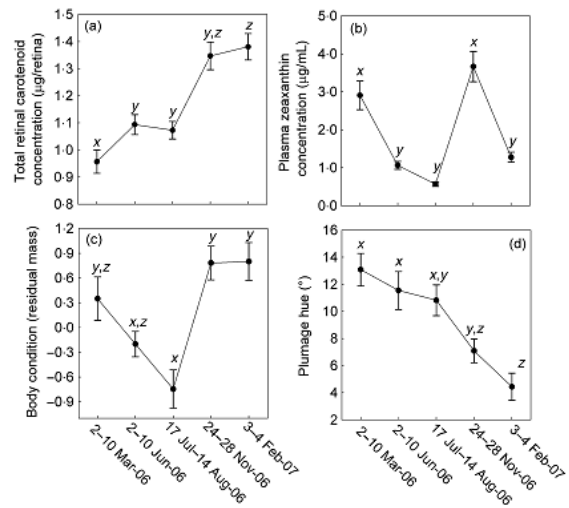 (a)
Total retinal carotenoid
concentration (µg/retina)
1·5
1·4
1·3
1·2
1·1
1·0
0·9
0·8
x
y
y
y,z
z
(b)
Plasma zeaxanthin
concentration (µg/mL)
5·0
4·0
3·0
2·0
1·0
0·0
x
y
y
x
y
(c)
Body condition (residual mass)
1·2
0·9
0·6
0·3
0·0
−0·3
−0·6
−0·9
y,z
x,z
x
y
y
2–10 Mar-06
2–10 Jun-06
17 Jul–14 Aug-06
24–28 Nov-06
3–4 Feb-07
(d)
Plumage hue (°)
16
14
12
10
8
6
4
2
x
x
x,y
y,z
z
2–10 Mar-06
2–10 Jun-06
17 Jul–14 Aug-06
24–28 Nov-06
3–4 Feb-07